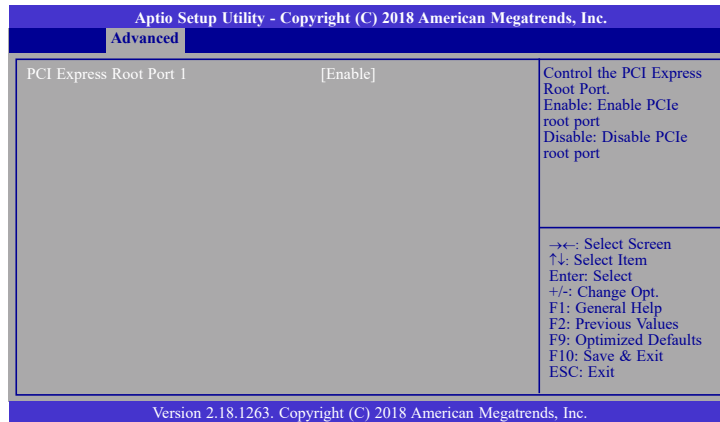 Aptio Setup Utility - Copyright (C) 2018 American Megatrends, Inc.
Advanced
PCI Express Root Port 1 [Enable]
Control the PCI Express
Root Port.
Enable: Enable PCIe
root port
Disable: Disable PCIe
root port
→←: Select Screen
↑↓: Select Item
Enter: Select
+/-: Change Opt.
F1: General Help
F2: Previous Values
F9: Optimized Defaults
F10: Save & Exit
ESC: Exit
Version 2.18.1263. Copyright (C) 2018 American Megatrends, Inc.